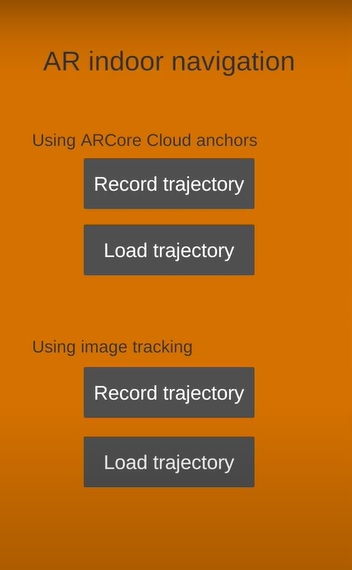 AR indoor navigation
Using ARCore Cloud anchors
Record trajectory
Load trajectory
Using image tracking
Record trajectory
Load trajectory